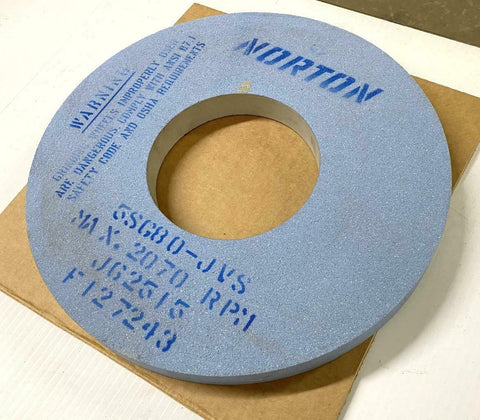 NORTON
WARNING
GRINDING WHEELS IMPROPERLY USED
ARE DANGEROUS. COMPLY WITH ANSI B7.1
SAFETY CODE AND OSHA REQUIREMENTS
5SG80-JVS
MAX. 2070 RPM
JG2515
F127243